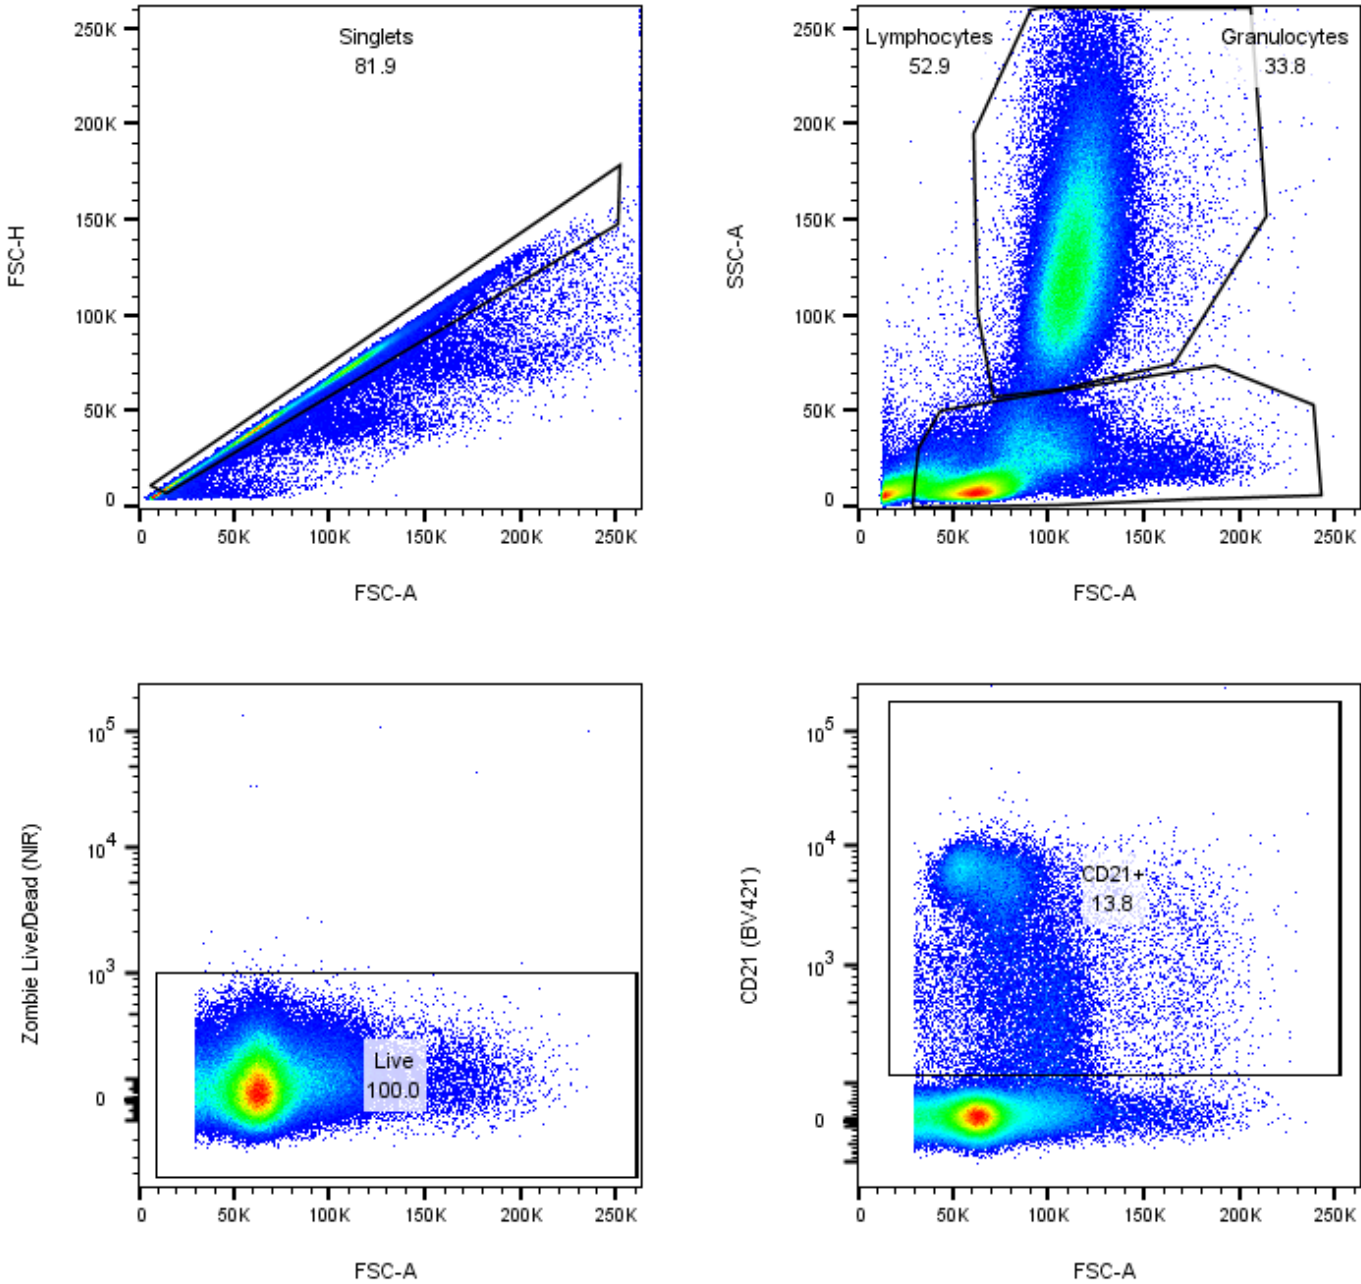 Singlets
81.9
250K
200K
150K
100K
50K
0
FSC-H
0 50K 100K 150K 200K 250K
FSC-A
Lymphocytes
52.9
Granulocytes
33.8
250K
200K
150K
100K
50K
0
SSC-A
0 50K 100K 150K 200K 250K
FSC-A
10^5
10^4
10^3
0
Zombie Live/Dead (NIR)
Live
100.0
0 50K 100K 150K 200K 250K
FSC-A
10^5
10^4
10^3
0
CD21 (BV421)
CD21+
13.8
0 50K 100K 150K 200K 250K
FSC-A